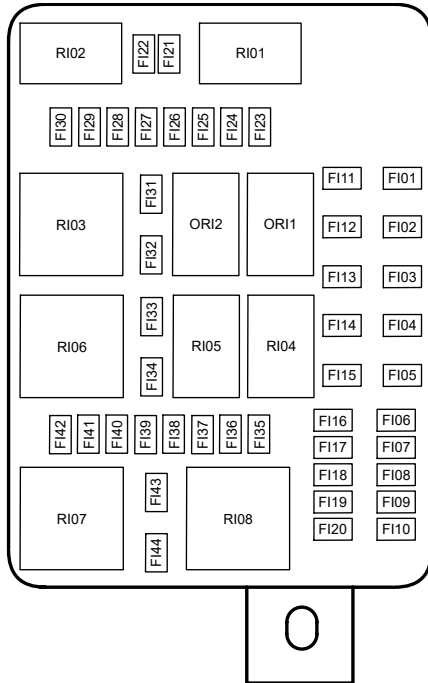 RI02 FI22 FI21 RI01
FI30 FI29 FI28 FI27 FI26 FI25 FI24 FI23
FI11 FI01
RI03 FI31 ORI2 ORI1
FI12 FI02
FI32
FI13 FI03
FI33
FI14 FI04
RI06 RI05 RI04
FI34
FI15 FI05
FI16 FI06
FI42 FI41 FI40 FI39 FI38 FI37 FI36 FI35
FI17 FI07
FI18 FI08
FI43
FI19 FI09
RI07 RI08
FI20 FI10
FI44